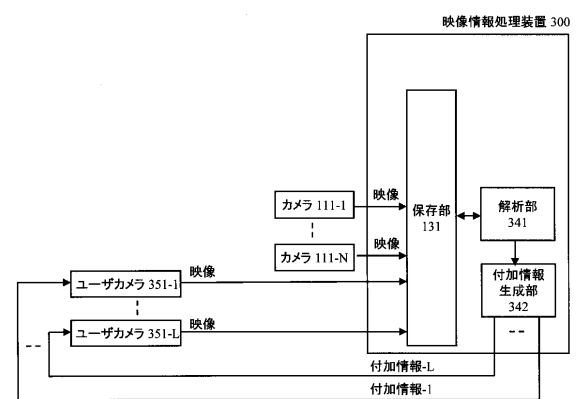 映像情報処理装置 300
カメラ 111-1
映像
カメラ 111-N
映像
保存部
131
解析部
341
付加情報
生成部
342
ユーザカメラ 351-1
映像
ユーザカメラ 351-L
映像
付加情報-L
付加情報-1